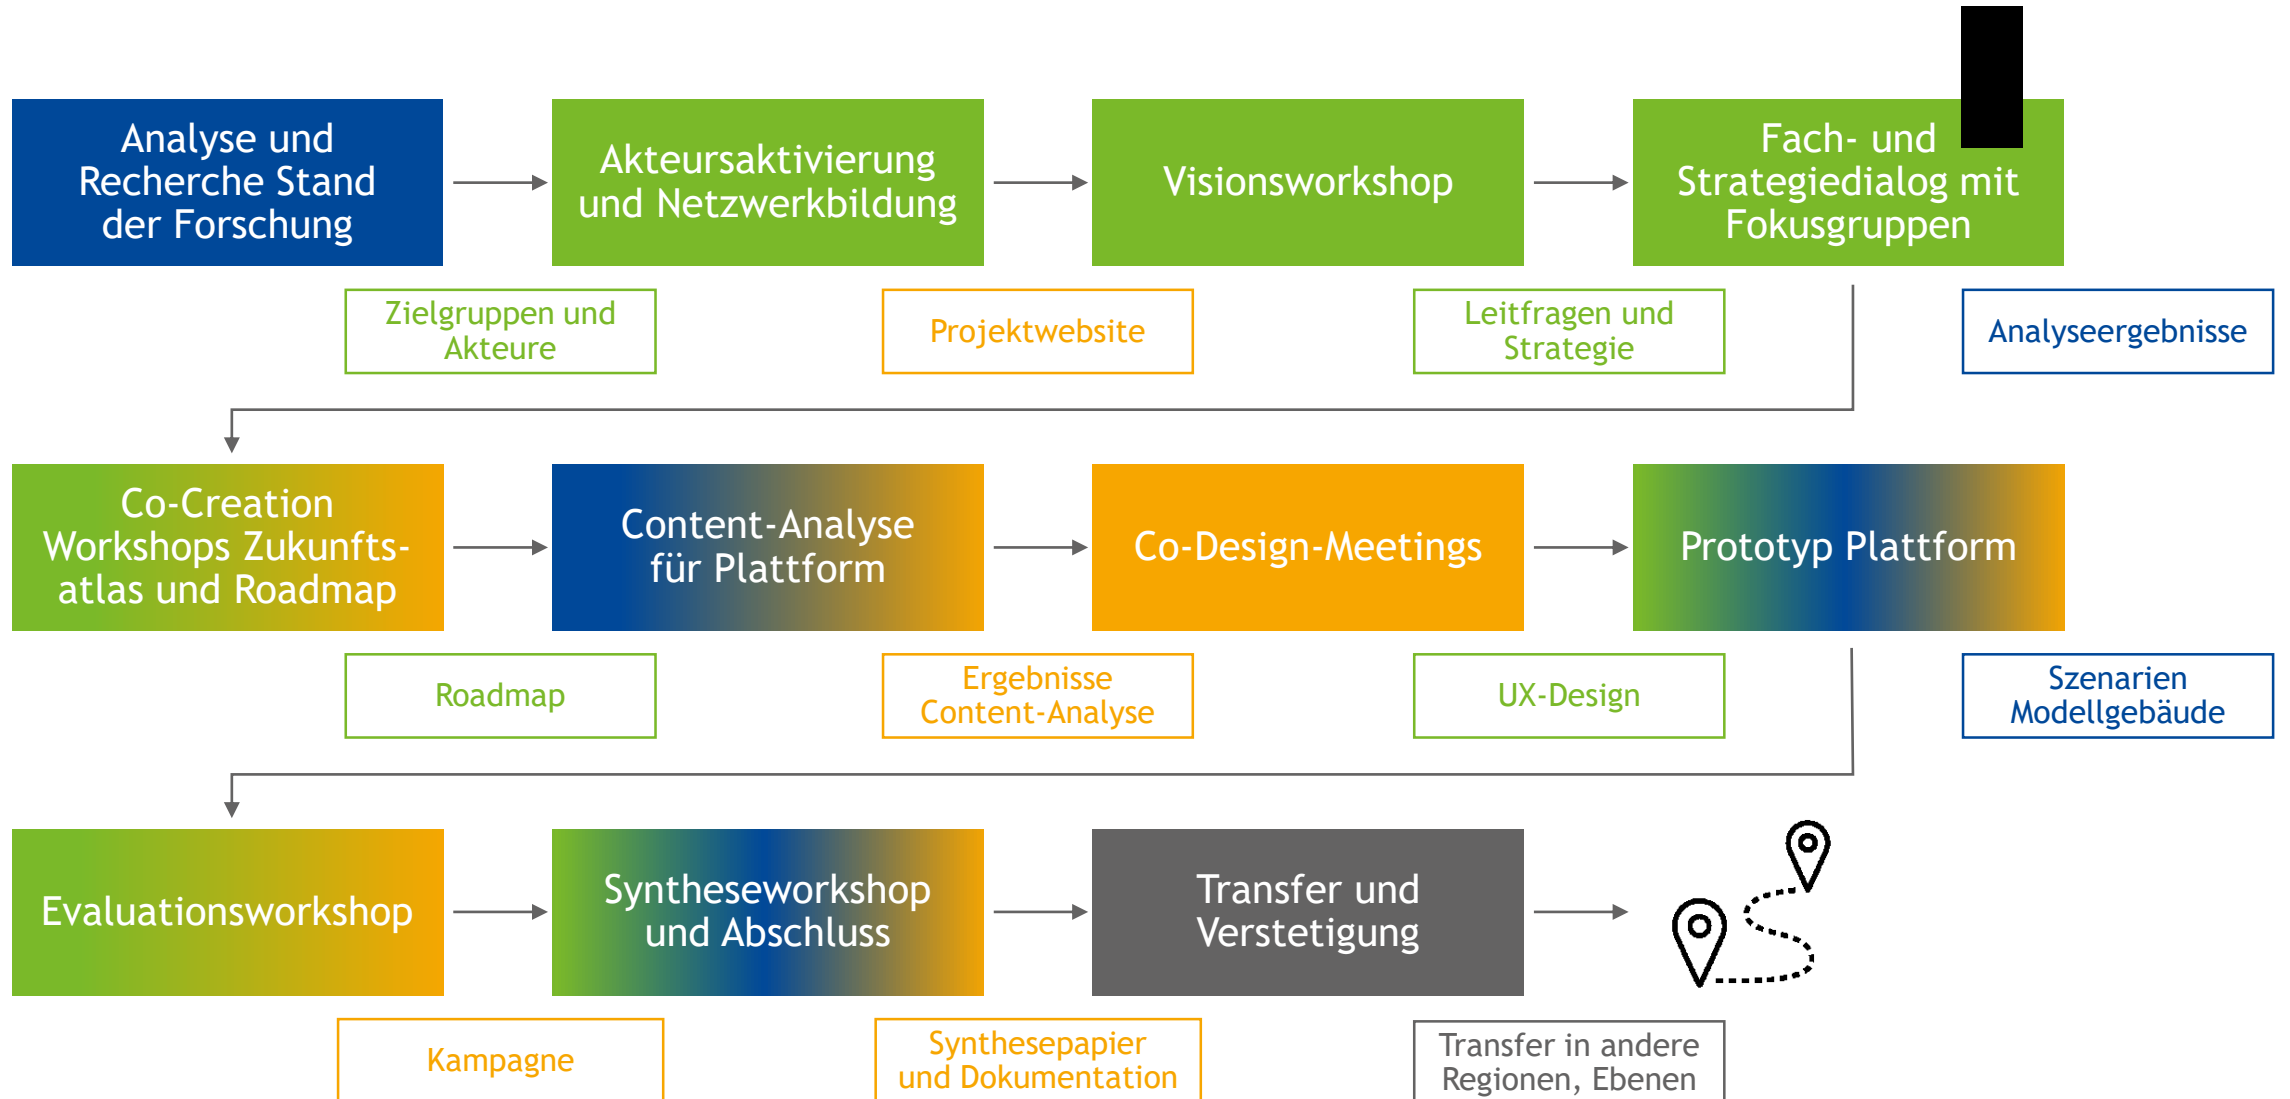 Analyse und
Recherche Stand
der Forschung
Akteursaktivierung
und Netzwerkbildung
Visionsworkshop
Fach- und
Strategiedialog mit
Fokusgruppen
Zielgruppen und
Akteure
Projektwebsite
Leitfragen und
Strategie
Analyseergebnisse
Co-Creation
Workshops Zukunfts-
atlas und Roadmap
Content-Analyse
für Plattform
Co-Design-Meetings
Prototyp Plattform
Roadmap
Ergebnisse
Content-Analyse
UX-Design
Szenarien
Modellgebäude
Evaluationsworkshop
Syntheseworkshop
und Abschluss
Transfer und
Verstetigung
Kampagne
Synthesepapier
und Dokumentation
Transfer in andere
Regionen, Ebenen